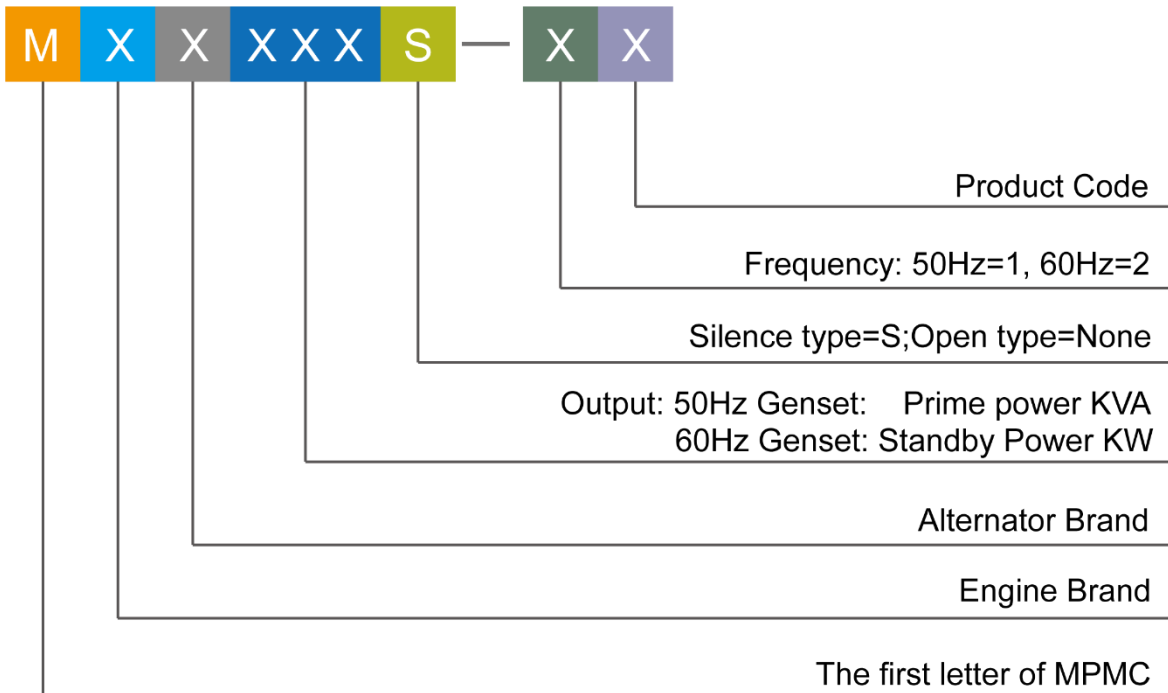 M X X X X X S — X X
Product Code
Frequency: 50Hz=1, 60Hz=2
Silence type=S;Open type=None
Output: 50Hz Genset: Prime power KVA
60Hz Genset: Standby Power KW
Alternator Brand
Engine Brand
The first letter of MPMC